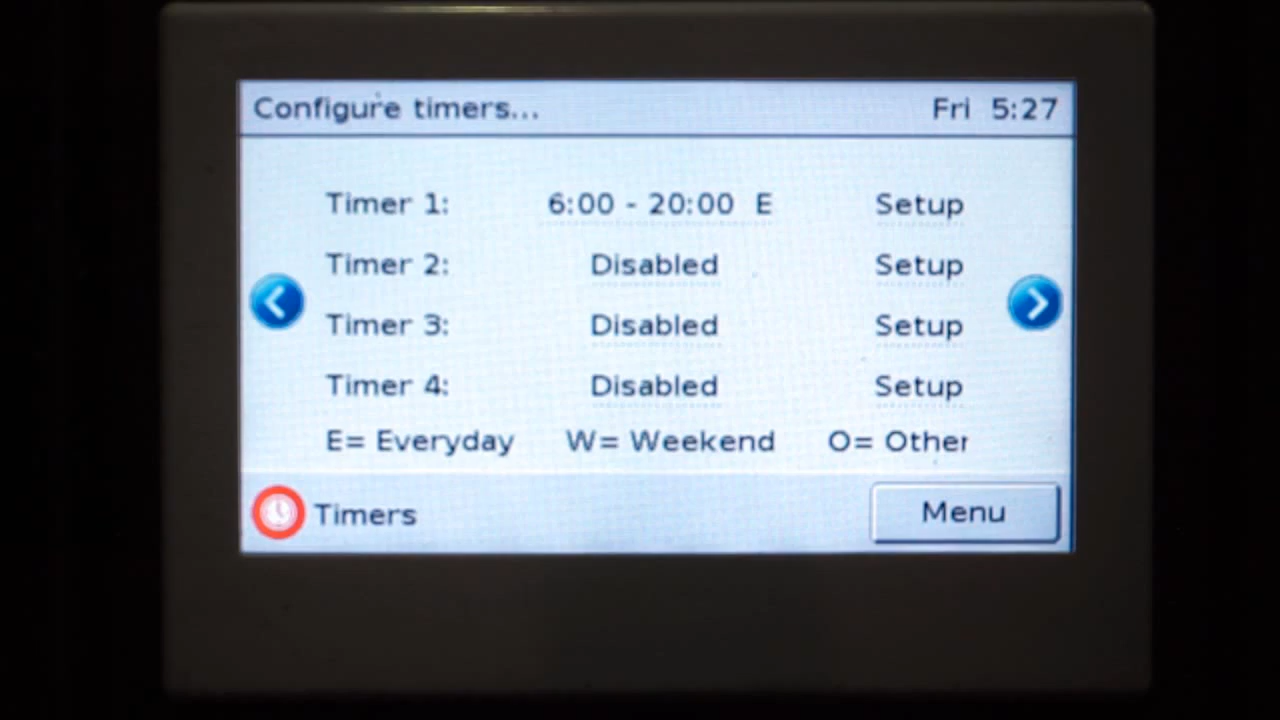 Configure timers... Fri 5:27
Timer 1: 6:00 - 20:00 E Setup
Timer 2: Disabled Setup
Timer 3: Disabled Setup
Timer 4: Disabled Setup
E= Everyday W= Weekend O= Other
Timers Menu